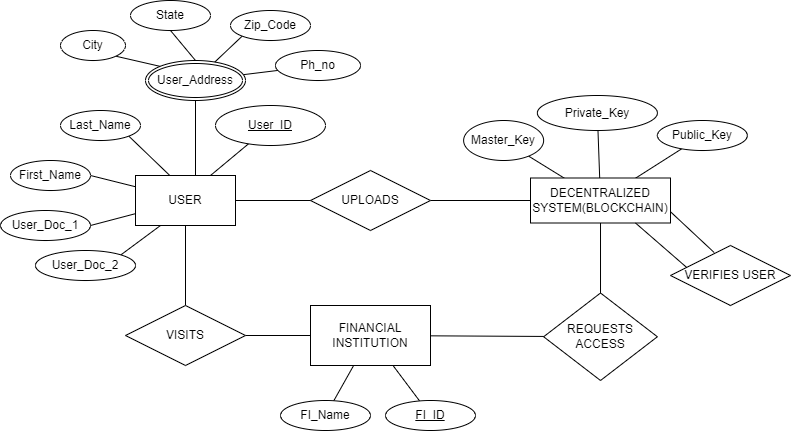 State
City
Zip_Code
Ph_no
User_Address
Last_Name
User_ID
First_Name
User_Doc_1
User_Doc_2
USER
UPLOADS
Master_Key
Private_Key
Public_Key
DECENTRALIZED
SYSTEM(BLOCKCHAIN)
VERIFIES USER
VISITS
FINANCIAL
INSTITUTION
REQUESTS
ACCESS
FI_Name
FI_ID